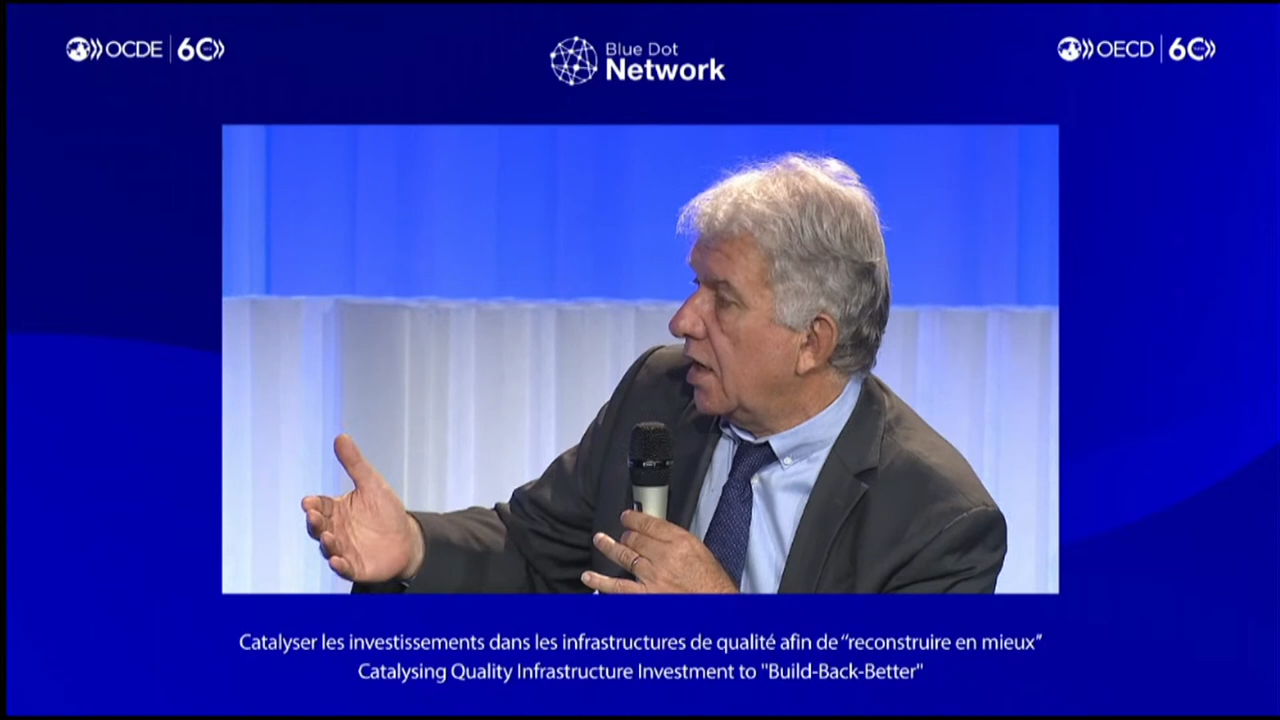 OCDE 60
Blue Dot
Network
OECD 60
Catalyser les investissements dans les infrastructures de qualité afin de “reconstruire en mieux”
Catalysing Quality Infrastructure Investment to "Build-Back-Better"